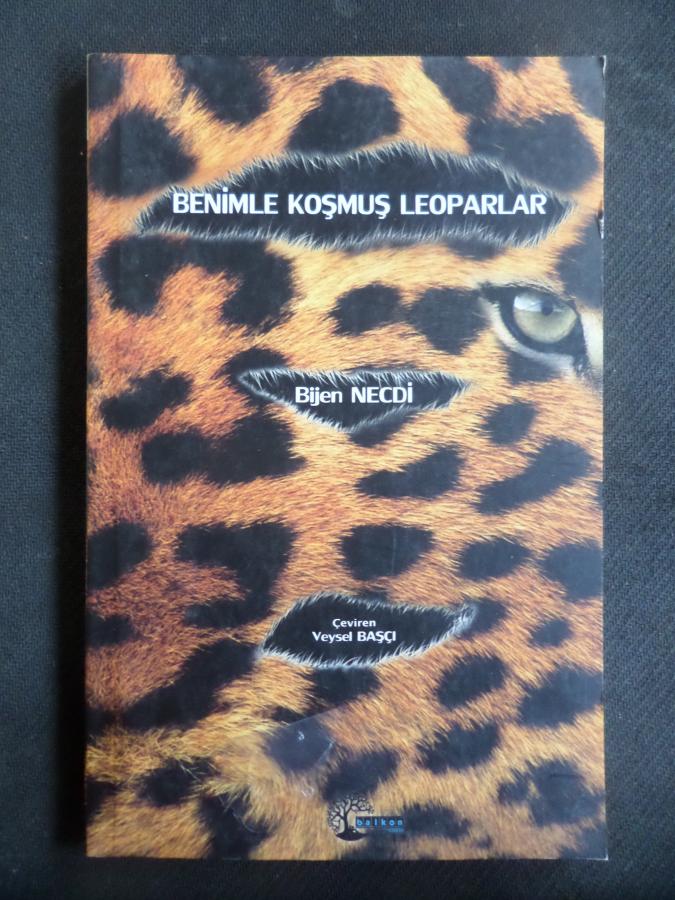 BENİMLE KOŞMUŞ LEOPARLAR
Bijen NECDİ
Çeviren
Veysel BAŞÇI
balkon